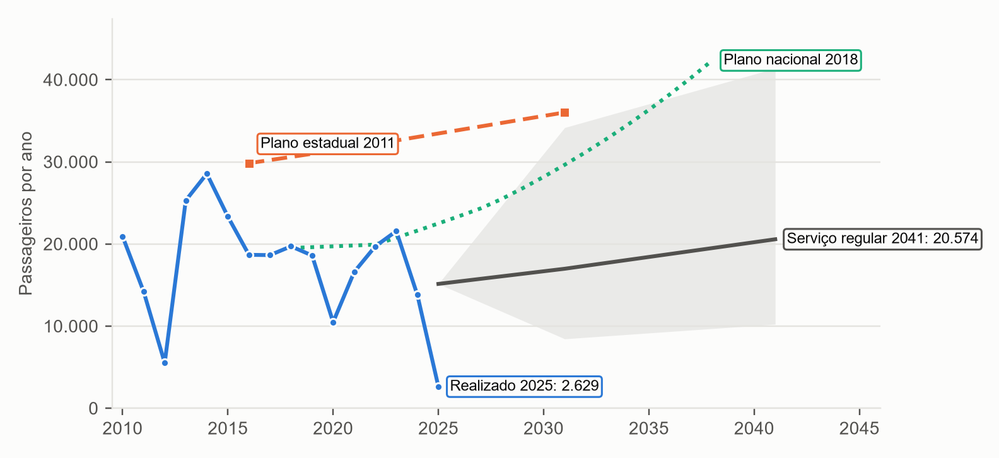 Passageiros por ano
40.000
30.000
20.000
10.000
0
2010
2015
2020
2025
2030
2035
2040
2045
Plano nacional 2018
Plano estadual 2011
Serviço regular 2041: 20.574
Realizado 2025: 2.629